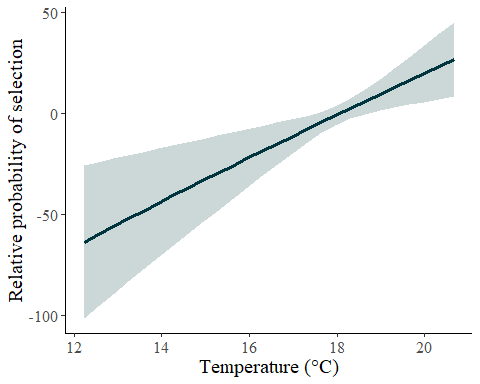 Relative probability of selection
50
0
-50
-100
12 14 16 18 20
Temperature (°C)